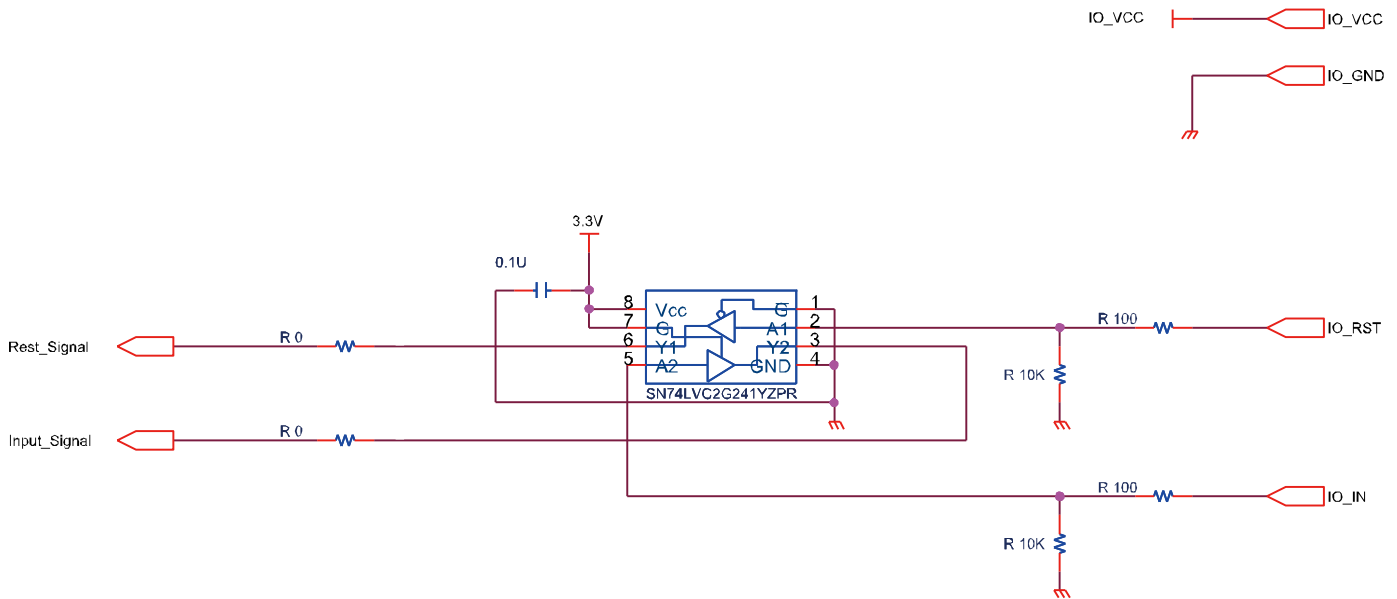 IO_VCC
IO_VCC
IO_GND
3.3V
0.1U
8
Vcc
G
1
7
G
A1
2
R 100
IO_RST
Rest_Signal
R 0
6
Y1
Y2
3
5
A2
GND
4
R 10K
SN74LVC2G241YZPR
Input_Signal
R 0
R 100
IO_IN
R 10K